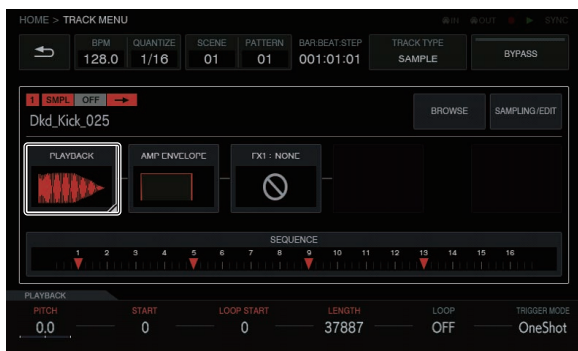 HOME > TRACK MENU
IN OUT SYNC
BPM QUANTIZE SCENE PATTERN BAR:BEAT:STEP TRACK TYPE
128.0 1/16 01 01 001:01:01 SAMPLE BYPASS
1 SMPL OFF
Dkd_Kick_025
BROWSE SAMPLING/EDIT
PLAYBACK AMP ENVELOPE FX1 : NONE
SEQUENCE
1 2 3 4 5 6 7 8 9 10 11 12 13 14 15 16
PLAYBACK
PITCH START LOOP START LENGTH LOOP TRIGGER MODE
0.0 0 0 37887 OFF OneShot